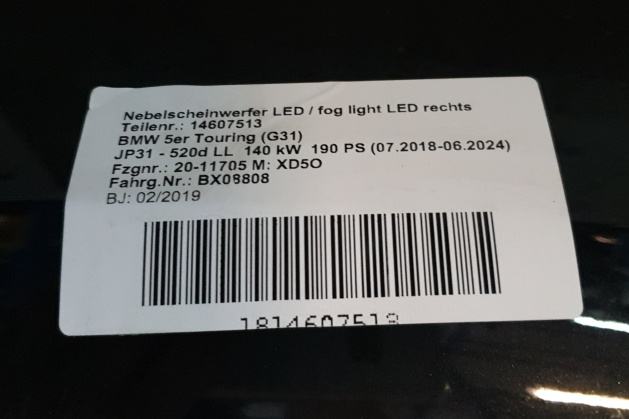 Nebelscheinwerfer LED / fog light LED rechts
Teilenr.: 14607513
BMW 5er Touring (G31)
JP31 - 520d LL 140 kW 190 PS (07.2018-06.2024)
Fzgnr.: 20-11705 M: XD5O
Fahrg.Nr.: BX08808
BJ: 02/2019
1814607513